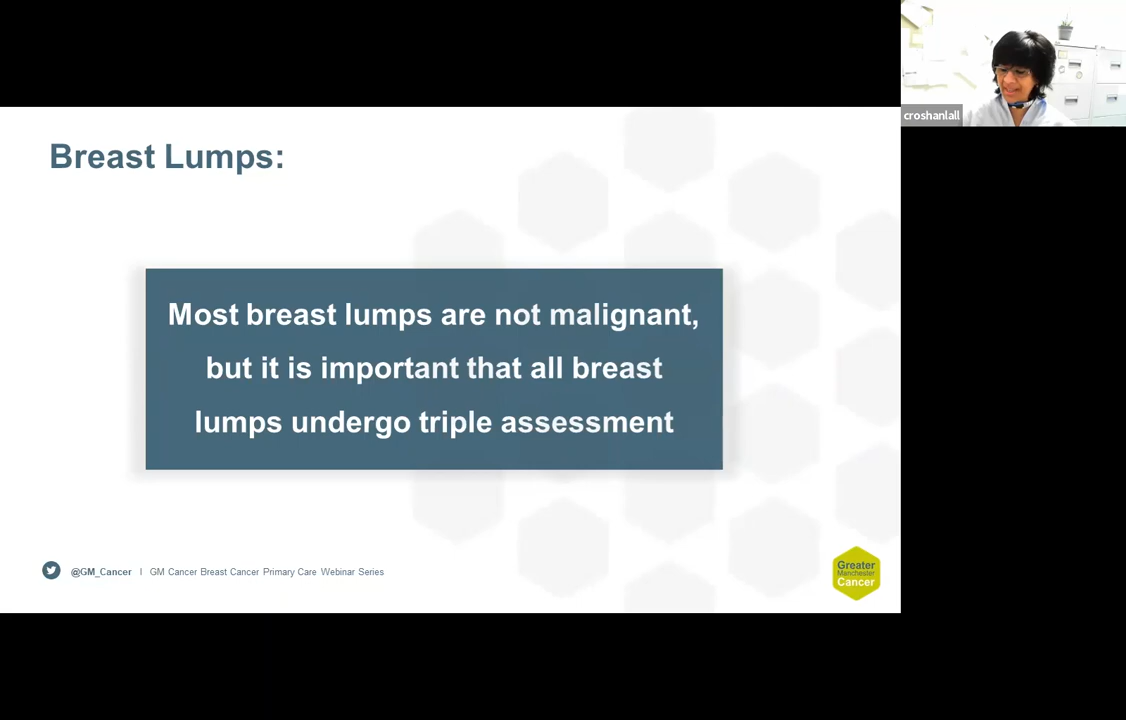 croshanlall
Breast Lumps:
Most breast lumps are not malignant,
but it is important that all breast
lumps undergo triple assessment
@GM_Cancer | GM Cancer Breast Cancer Primary Care Webinar Series
Greater
Manchester
Cancer